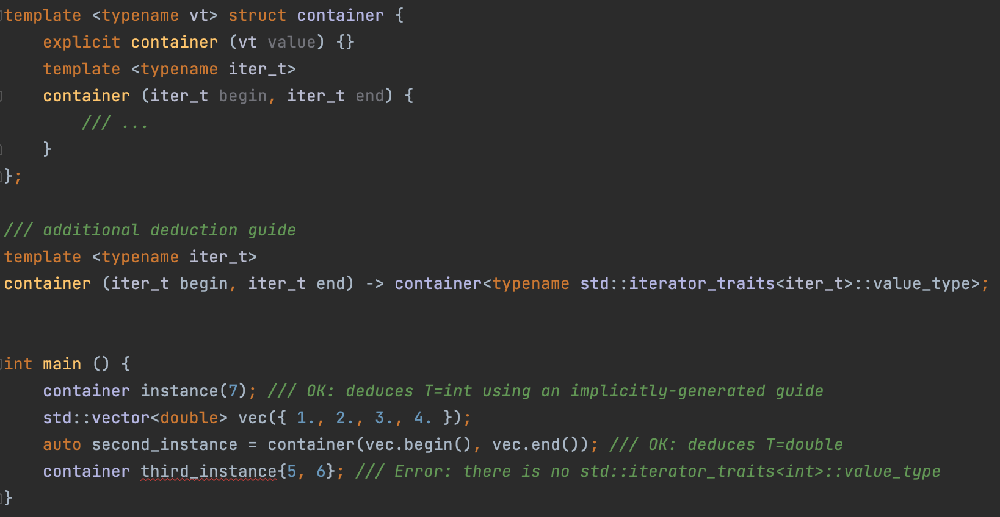 template <typename vt> struct container {
    explicit container (vt value) {}
    template <typename iter_t>
    container (iter_t begin, iter_t end) {
        /// ...
    }
};

/// additional deduction guide
template <typename iter_t>
container (iter_t begin, iter_t end) -> container<typename std::iterator_traits<iter_t>::value_type>;


int main () {
    container instance(7); /// OK: deduces T=int using an implicitly-generated guide
    std::vector<double> vec({ 1., 2., 3., 4. });
    auto second_instance = container(vec.begin(), vec.end()); /// OK: deduces T=double
    container third_instance{5, 6}; /// Error: there is no std::iterator_traits<int>::value_type
}